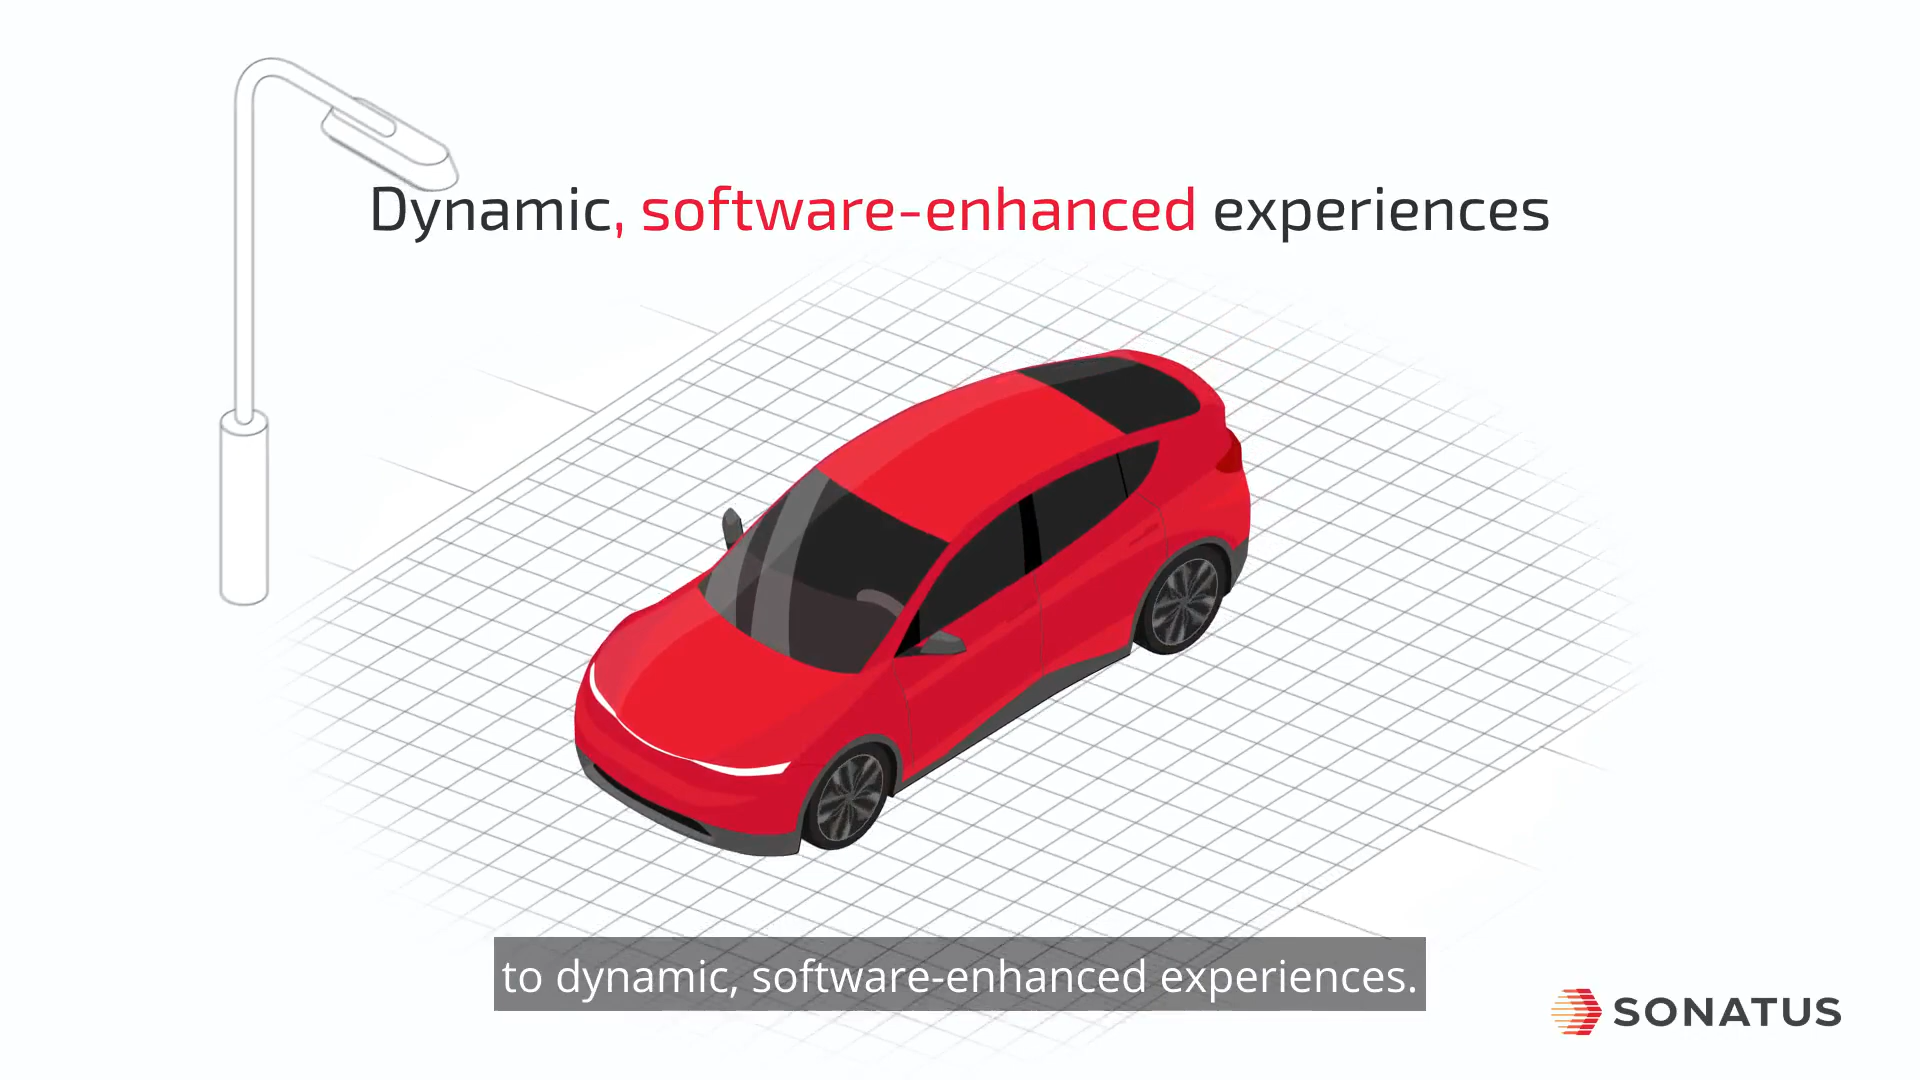 Dynamic, software-enhanced experiences
to dynamic, software-enhanced experiences.
SONATUS